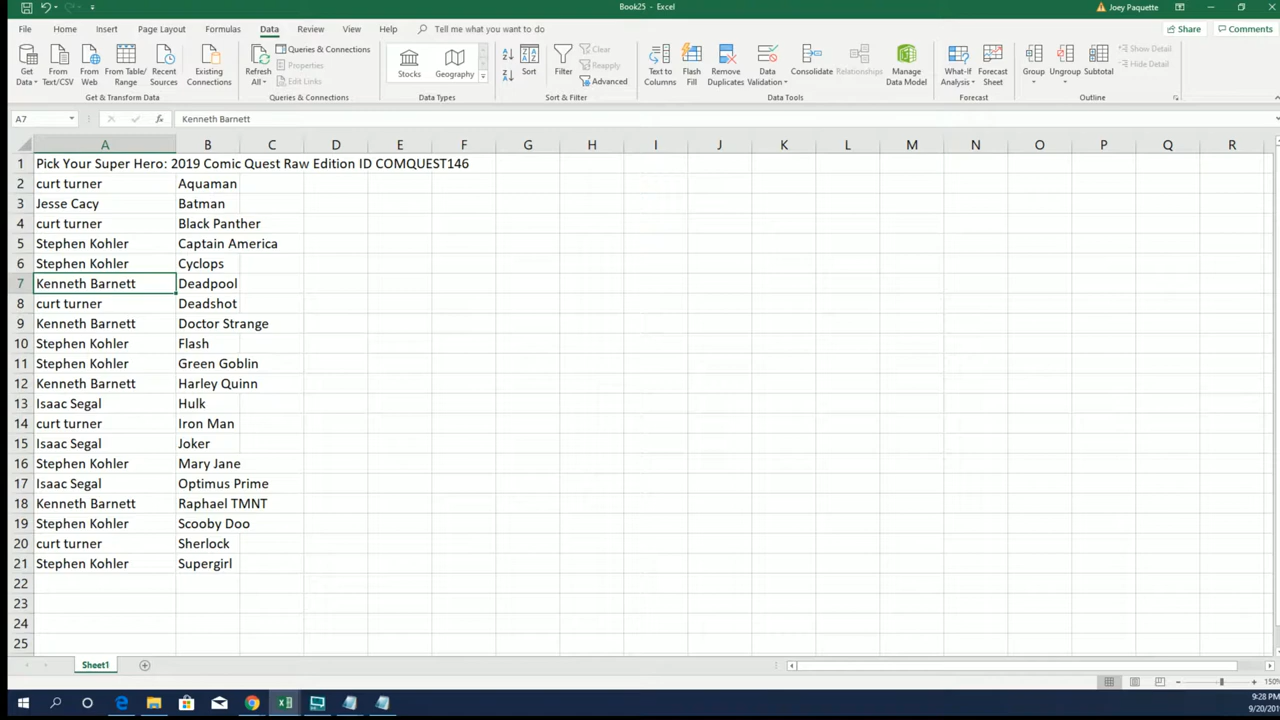 Book25 - Excel
Joey Paquette
File Home Insert Page Layout Formulas Data Review View Help Tell me what you want to do
Share Comments
Get Data From Text/CSV From Web From Table/ Range Recent Sources Existing Connections
Refresh All Queries & Connections Properties Edit Links
Stocks Geography
Sort Filter Clear Reapply Advanced
Text to Columns Flash Fill Remove Duplicates Data Validation Consolidate Relationships Manage Data Model
What-If Analysis Forecast Sheet
Group Ungroup Subtotal Show Detail Hide Detail
Get & Transform Data Queries & Connections Data Types Sort & Filter Data Tools Forecast Outline
A7 fx Kenneth Barnett
A B C D E F G H I J K L M N O P Q R
1 Pick Your Super Hero: 2019 Comic Quest Raw Edition ID COMQUEST146
2 curt turner Aquaman
3 Jesse Cacy Batman
4 curt turner Black Panther
5 Stephen Kohler Captain America
6 Stephen Kohler Cyclops
7 Kenneth Barnett Deadpool
8 curt turner Deadshot
9 Kenneth Barnett Doctor Strange
10 Stephen Kohler Flash
11 Stephen Kohler Green Goblin
12 Kenneth Barnett Harley Quinn
13 Isaac Segal Hulk
14 curt turner Iron Man
15 Isaac Segal Joker
16 Stephen Kohler Mary Jane
17 Isaac Segal Optimus Prime
18 Kenneth Barnett Raphael TMNT
19 Stephen Kohler Scooby Doo
20 curt turner Sherlock
21 Stephen Kohler Supergirl
22
23
24
25
Sheet1
150%
9:28 PM
9/20/201